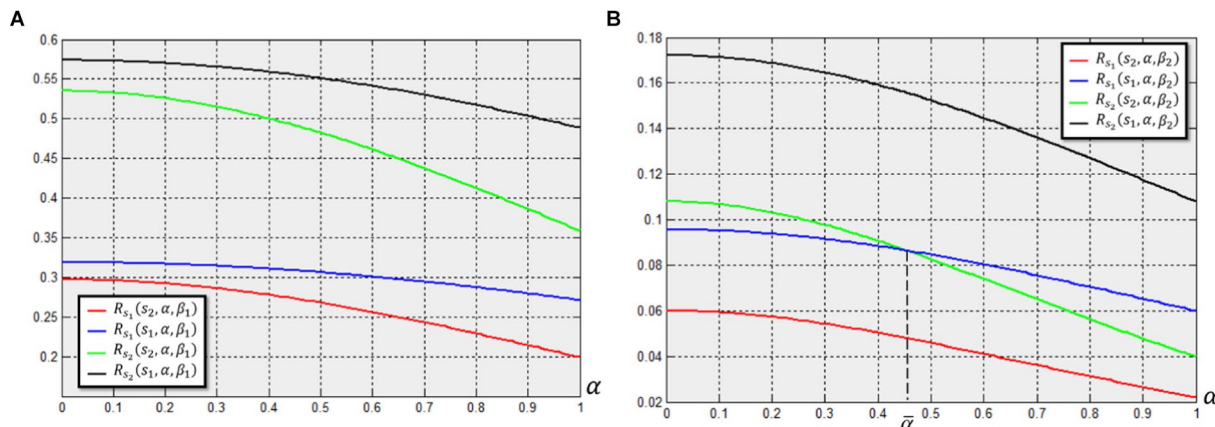 A
0.6
0.55
0.5
0.45
0.4
0.35
0.3
0.25
0.2
R_{s_1}(s_2, α, β_1)
R_{s_1}(s_1, α, β_1)
R_{s_2}(s_2, α, β_1)
R_{s_2}(s_1, α, β_1)
0 0.1 0.2 0.3 0.4 0.5 0.6 0.7 0.8 0.9 1
α
B
0.18
0.16
0.14
0.12
0.1
0.08
0.06
0.04
0.02
R_{s_1}(s_2, α, β_2)
R_{s_1}(s_1, α, β_2)
R_{s_2}(s_2, α, β_2)
R_{s_2}(s_1, α, β_2)
0 0.1 0.2 0.3 0.4 0.5 0.6 0.7 0.8 0.9 1
ᾱ
α